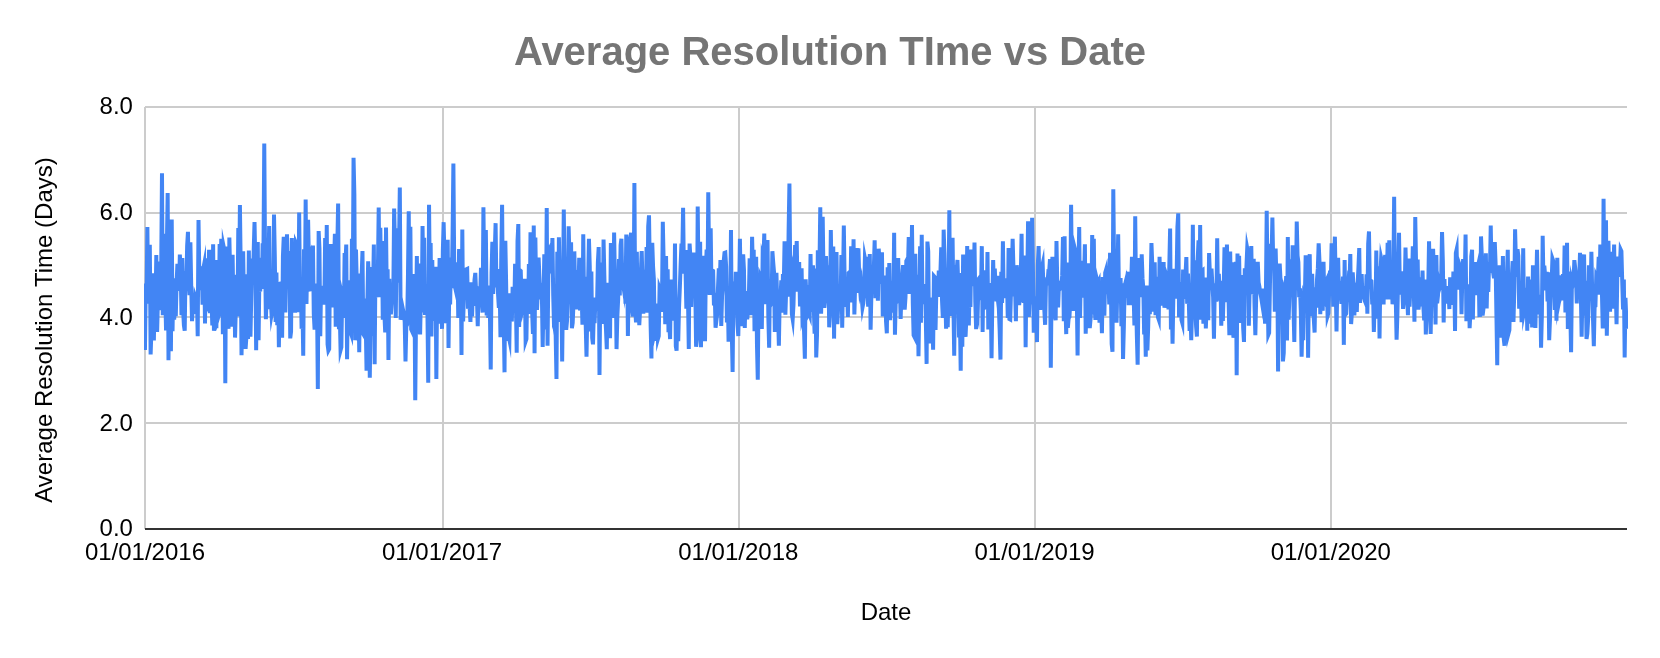 Average Resolution TIme vs Date
Average Resolution Time (Days)
8.0
6.0
4.0
2.0
0.0
01/01/2016 01/01/2017 01/01/2018 01/01/2019 01/01/2020
Date